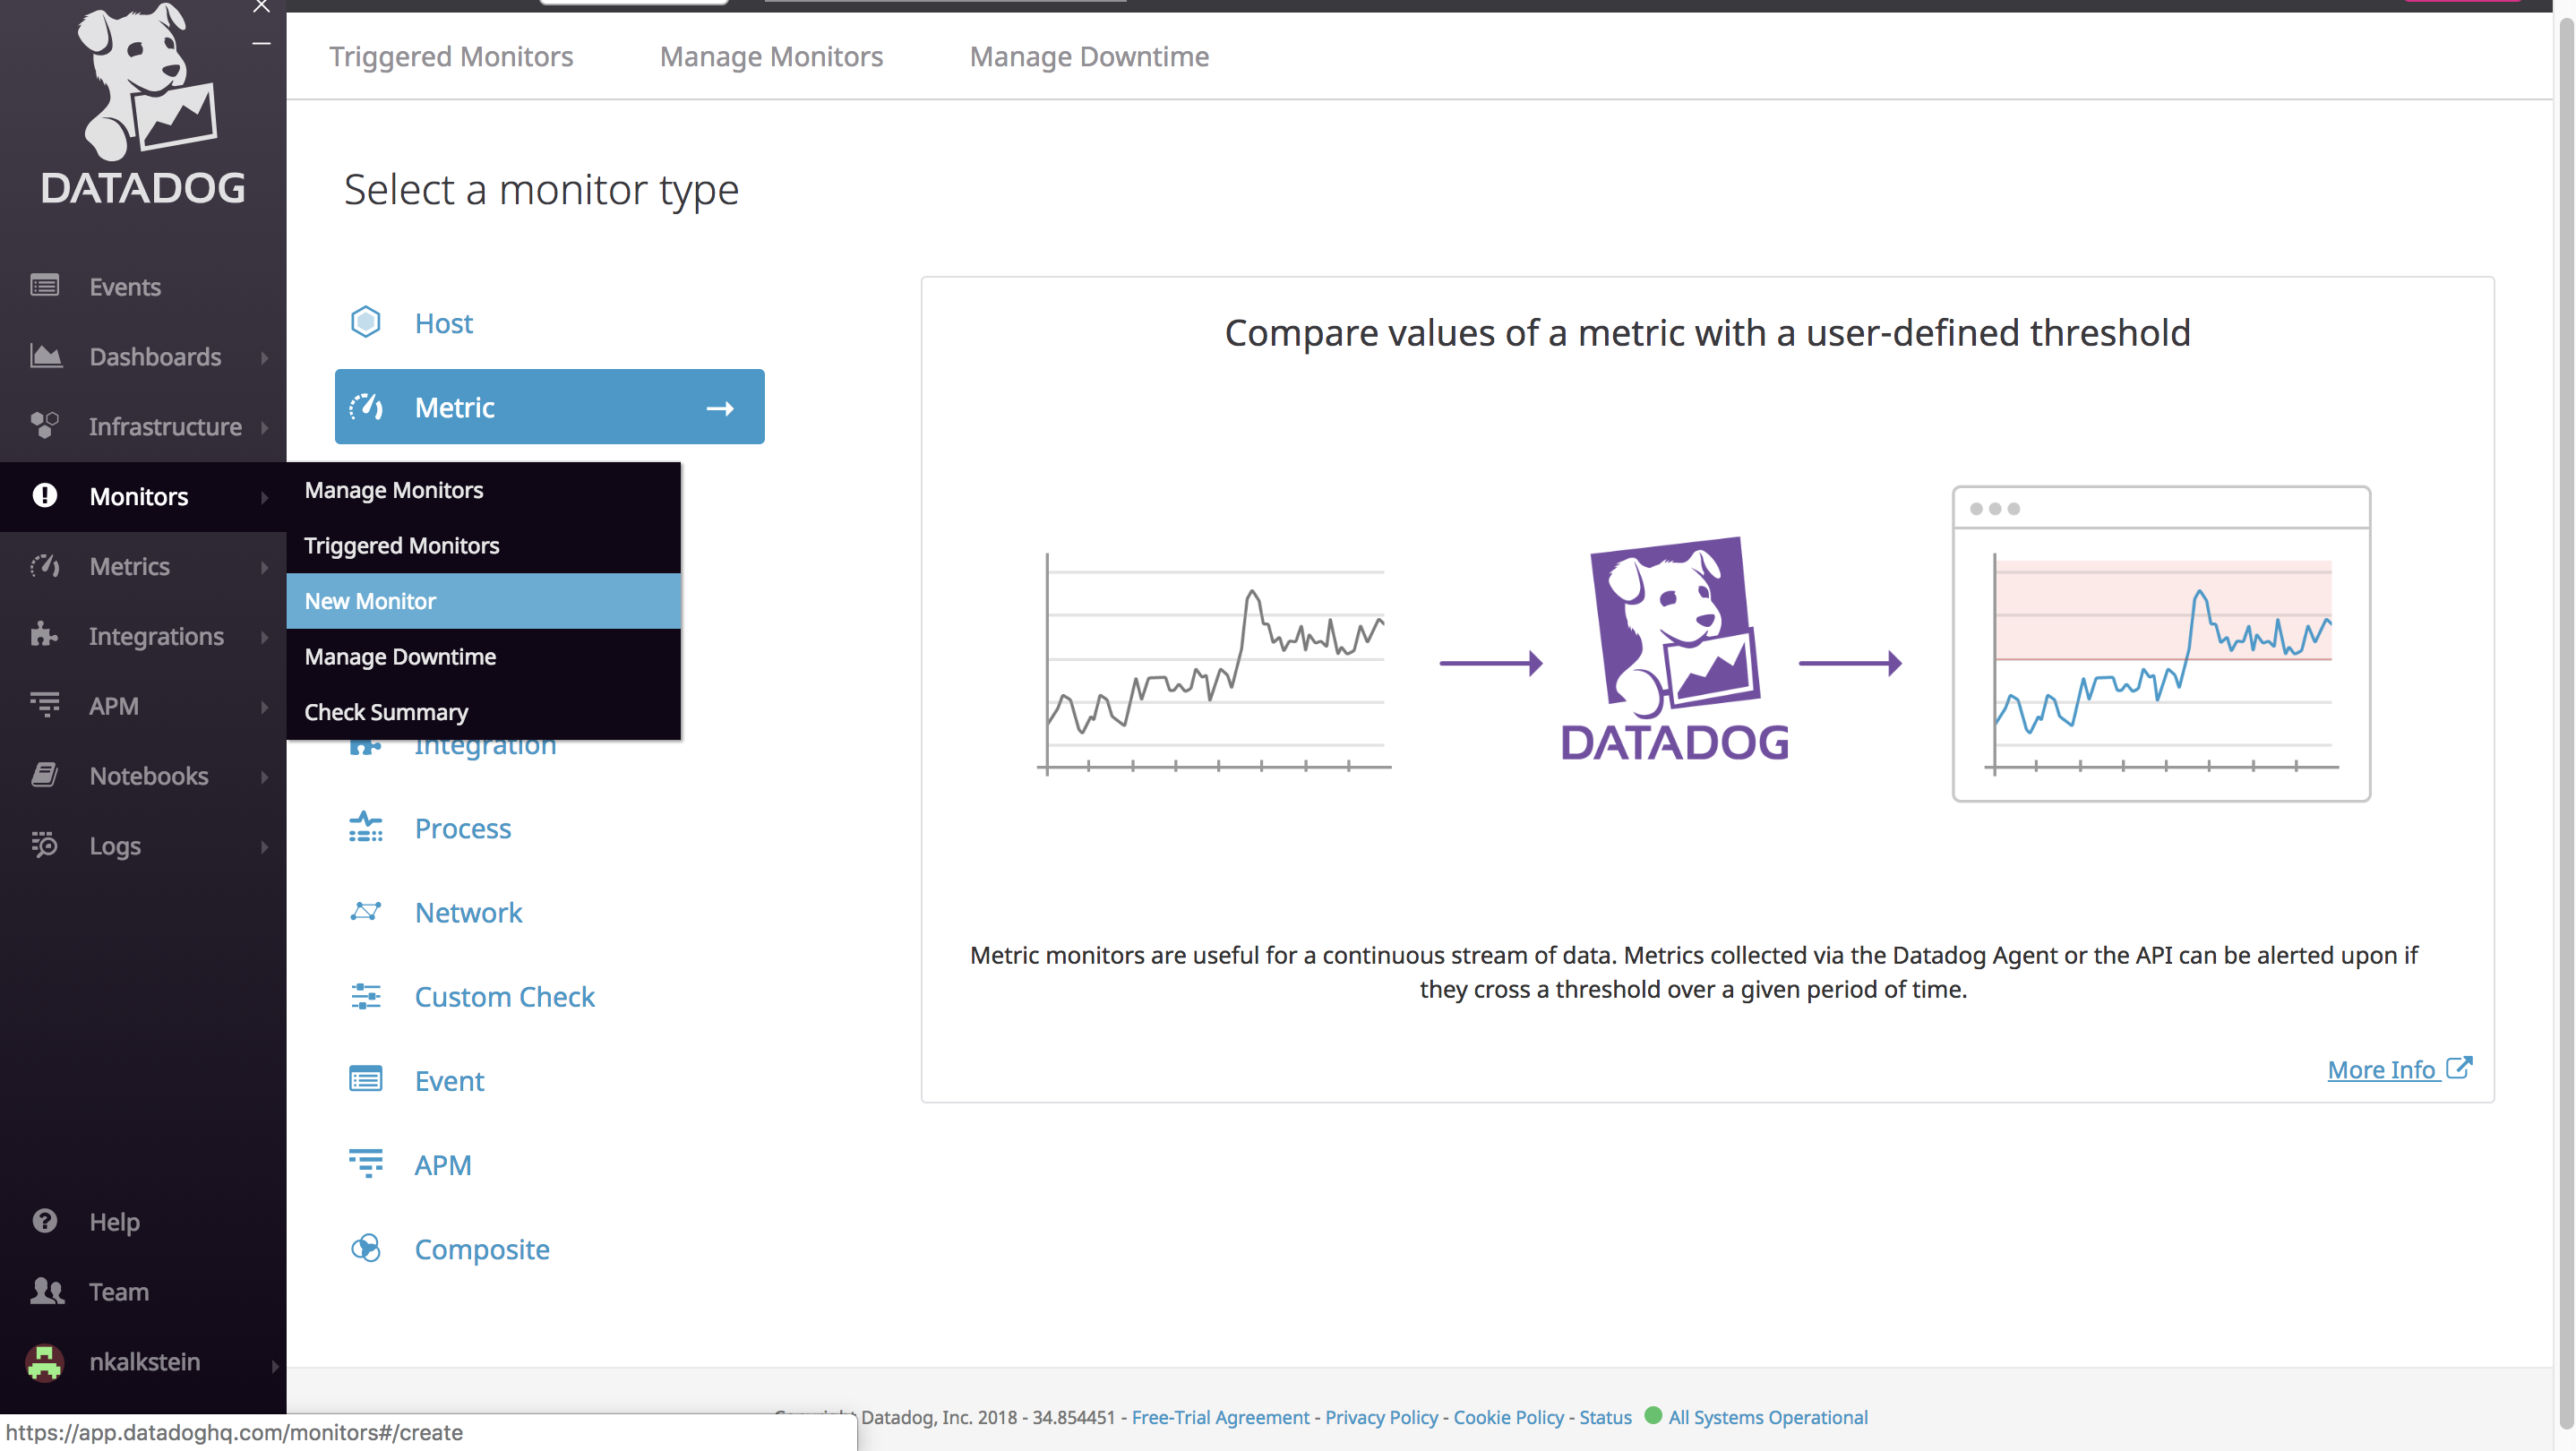 DATADOG
Events
Dashboards
Infrastructure
Monitors
Metrics
Integrations
APM
Notebooks
Logs
Help
Team
nkalkstein
Manage Monitors
Triggered Monitors
New Monitor
Manage Downtime
Check Summary
Triggered Monitors
Manage Monitors
Manage Downtime
Select a monitor type
Host
Metric
Integration
Process
Network
Custom Check
Event
APM
Composite
Compare values of a metric with a user-defined threshold
DATADOG
Metric monitors are useful for a continuous stream of data. Metrics collected via the Datadog Agent or the API can be alerted upon if
they cross a threshold over a given period of time.
More Info
Datadog, Inc. 2018 - 34.854451 - Free-Trial Agreement - Privacy Policy - Cookie Policy - Status All Systems Operational
https://app.datadoghq.com/monitors#/create